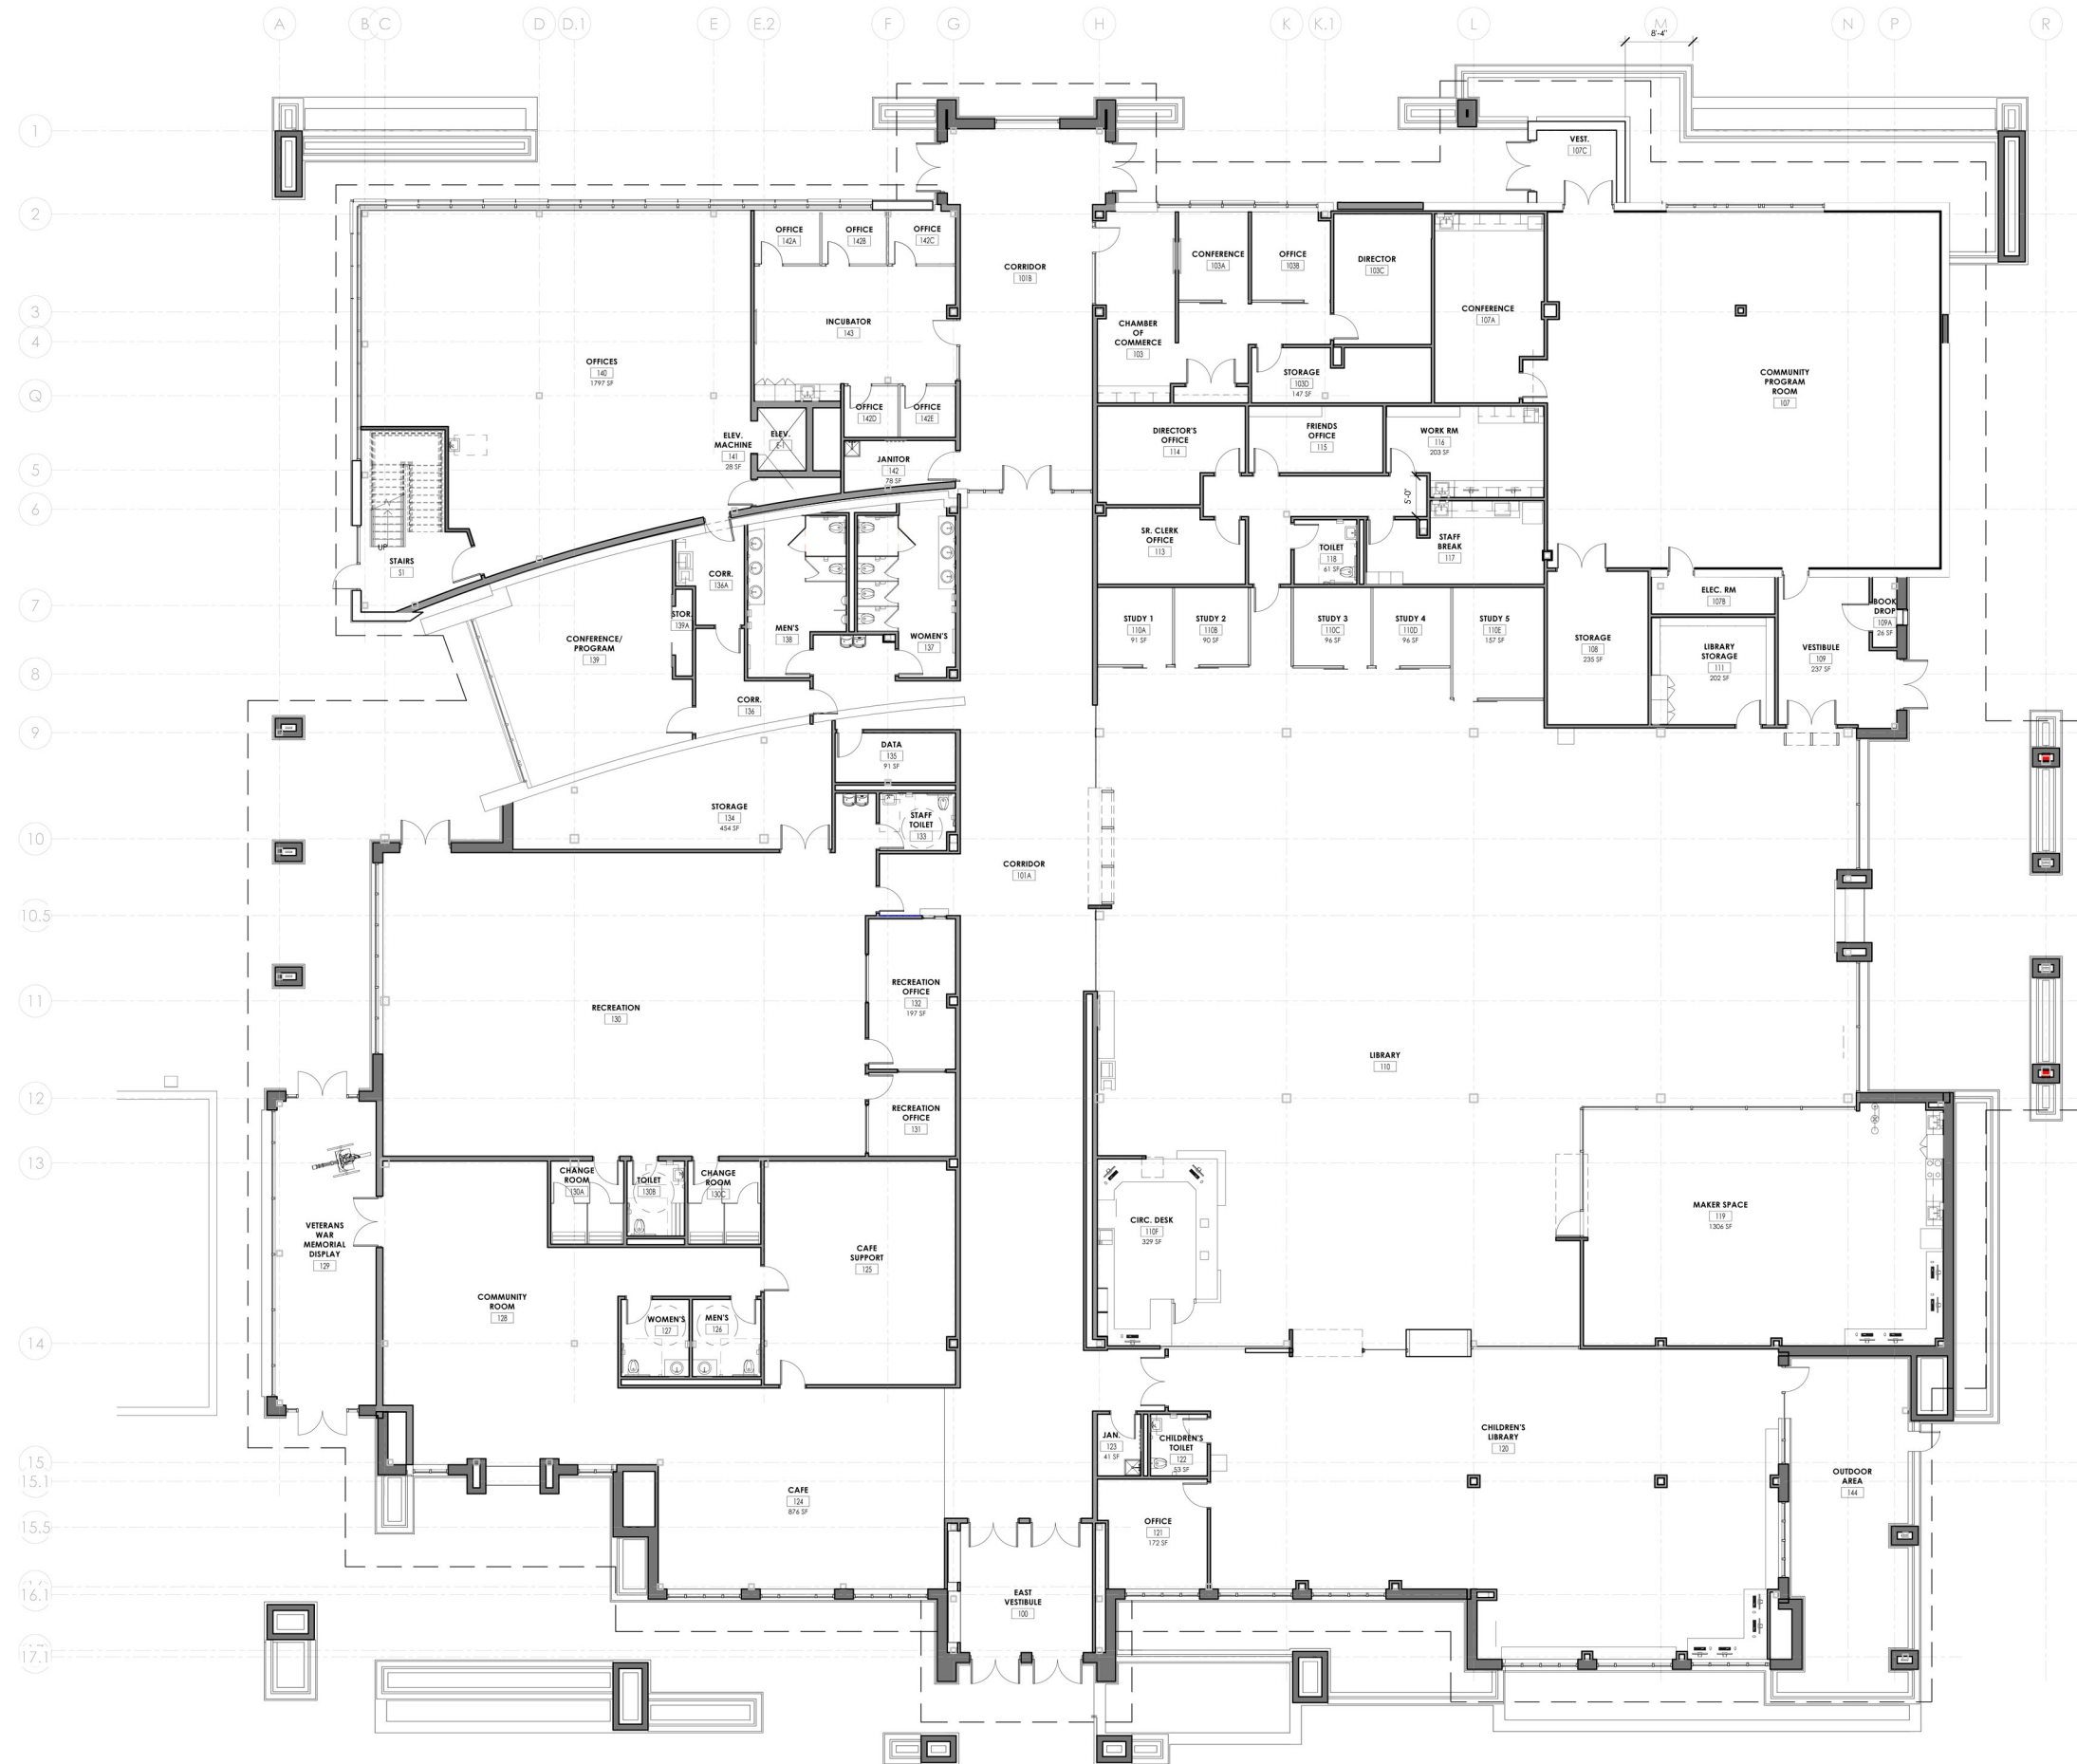 A
B
C
D
D.1
E
E.2
F
G
H
K
K.1
L
M
N
P
R
8'-4"
1
2
3
4
Q
5
6
7
8
9
10
10.5
11
12
13
14
15
15.1
15.5
16.1
17.1
VEST.
107C
OFFICE
142A
OFFICE
142B
OFFICE
142C
CORRIDOR
101B
CONFERENCE
103A
OFFICE
103B
DIRECTOR
103C
CONFERENCE
107A
INCUBATOR
143
CHAMBER
OF
COMMERCE
103
OFFICES
140
1797 SF
STORAGE
103D
147 SF
COMMUNITY
PROGRAM
ROOM
107
OFFICE
142D
OFFICE
142E
ELEV.
MACHINE
141
28 SF
ELEV.
E-1
JANITOR
142
78 SF
DIRECTOR'S
OFFICE
114
FRIENDS
OFFICE
115
WORK RM
116
203 SF
5'-0"
UP
STAIRS
S1
SR. CLERK
OFFICE
113
TOILET
118
61 SF
STAFF
BREAK
117
CORR.
136A
STOR.
139A
CONFERENCE/
PROGRAM
139
MEN'S
138
WOMEN'S
137
STUDY 1
110A
91 SF
STUDY 2
110B
90 SF
STUDY 3
110C
96 SF
STUDY 4
110D
96 SF
STUDY 5
110E
157 SF
STORAGE
108
235 SF
ELEC. RM
107B
BOOK
DROP
109A
26 SF
LIBRARY
STORAGE
111
202 SF
VESTIBULE
109
237 SF
CORR.
136
DATA
135
91 SF
STORAGE
134
454 SF
STAFF
TOILET
133
CORRIDOR
101A
RECREATION
130
RECREATION
OFFICE
132
197 SF
LIBRARY
110
RECREATION
OFFICE
131
CHANGE
ROOM
130A
TOILET
130B
CHANGE
ROOM
130C
VETERANS
WAR
MEMORIAL
DISPLAY
129
CAFE
SUPPORT
125
CIRC. DESK
110F
329 SF
MAKER SPACE
119
1306 SF
COMMUNITY
ROOM
128
WOMEN'S
127
MEN'S
126
JAN.
123
41 SF
CHILDREN'S
TOILET
122
53 SF
CHILDREN'S
LIBRARY
120
OUTDOOR
AREA
144
CAFE
124
876 SF
OFFICE
121
172 SF
EAST
VESTIBULE
100